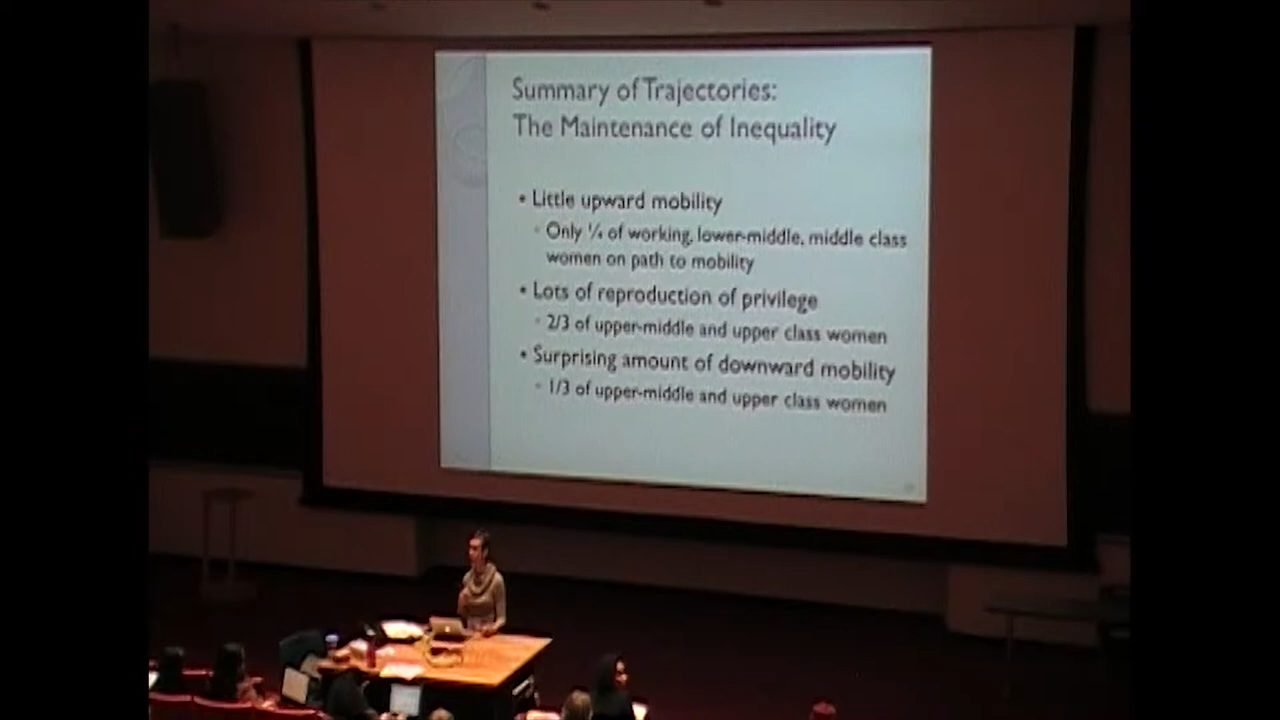 Summary of Trajectories:
The Maintenance of Inequality
• Little upward mobility
◦ Only ¼ of working, lower-middle, middle class
women on path to mobility
• Lots of reproduction of privilege
◦ 2/3 of upper-middle and upper class women
• Surprising amount of downward mobility
◦ 1/3 of upper-middle and upper class women